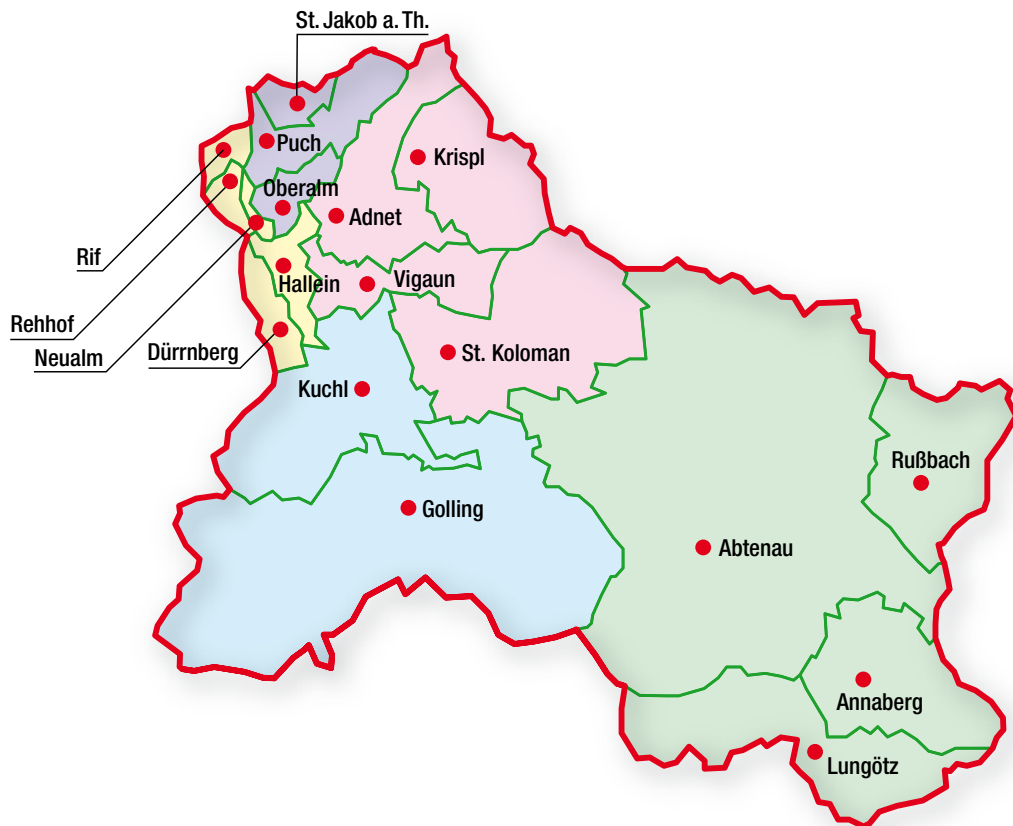 St. Jakob a. Th.
Puch
Krispl
Oberalm
Adnet
Rif
Hallein
Vigaun
Rehhof
Neualm
Dürrnberg
St. Koloman
Kuchl
Rußbach
Golling
Abtenau
Annaberg
Lungötz